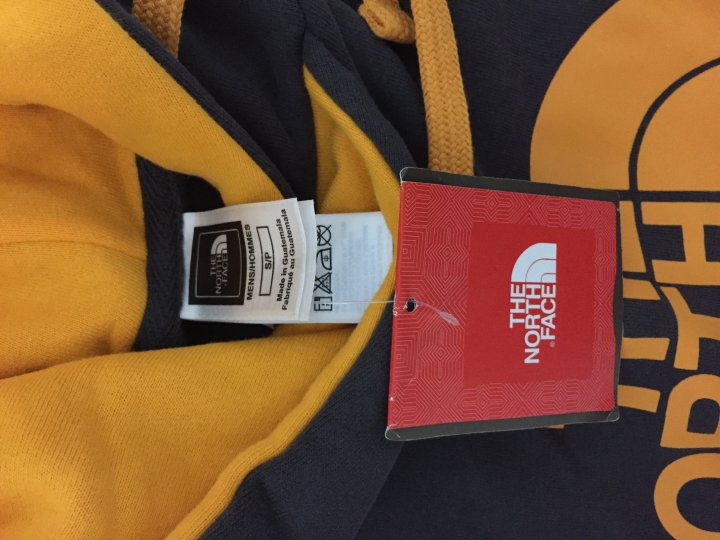 THE
NORTH
FACE
MENS/HOMMES
S/P
Made in Guatemala
Fabriqué au Guatemala
THE
NORTH
®FACE